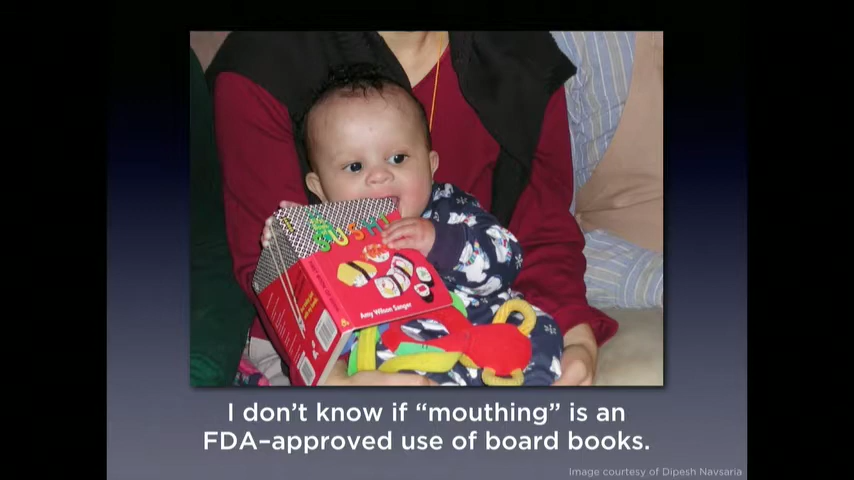 SUSHI
Amy Wilson Sanger
I don't know if “mouthing” is an
FDA–approved use of board books.
Image courtesy of Dipesh Navsaria